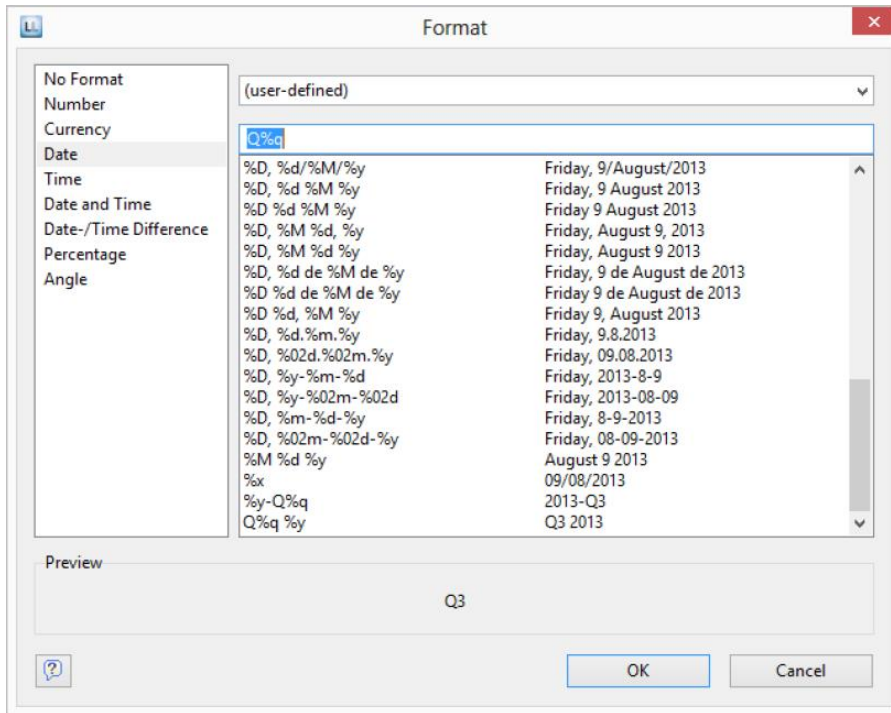 LL
Format
No Format
Number
Currency
Date
Time
Date and Time
Date-/Time Difference
Percentage
Angle
(user-defined)
Q%q
%D, %d/%M/%y Friday, 9/August/2013
%D, %d %M %y Friday, 9 August 2013
%D %d %M %y Friday 9 August 2013
%D, %M %d, %y Friday, August 9, 2013
%D, %M %d %y Friday, August 9 2013
%D, %d de %M de %y Friday, 9 de August de 2013
%D %d de %M de %y Friday 9 de August de 2013
%D %d, %M %y Friday 9, August 2013
%D, %d.%m.%y Friday, 9.8.2013
%D, %02d.%02m.%y Friday, 09.08.2013
%D, %y-%m-%d Friday, 2013-8-9
%D, %y-%02m-%02d Friday, 2013-08-09
%D, %m-%d-%y Friday, 8-9-2013
%D, %02m-%02d-%y Friday, 08-09-2013
%M %d %y August 9 2013
%x 09/08/2013
%y-Q%q 2013-Q3
Q%q %y Q3 2013
Preview
Q3
?
OK
Cancel